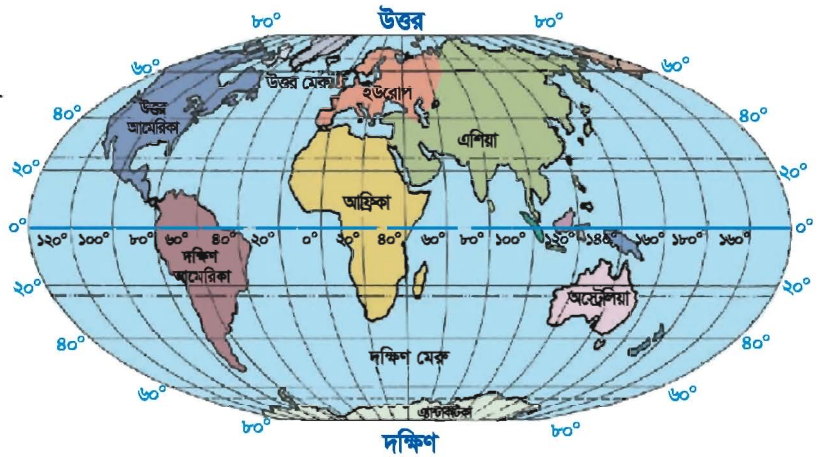 উত্তর
৮০° ৮০°
৬০° ৬০°
উত্তর মেরু
ইউরোপ
উত্তর
আমেরিকা
৪০° ৪০°
এশিয়া
২০° ২০°
আফ্রিকা
০° ০°
১২০° ১০০° ৮০° ৬০° ৪০° ২০° ০° ২০° ৪০° ৬০° ৮০° ১০০° ১২০° ১৪০° ১৬০° ১৮০° ১৬০°
দক্ষিণ
আমেরিকা
২০° ২০°
অস্ট্রেলিয়া
৪০° ৪০°
দক্ষিণ মেরু
৬০° ৬০°
এ্যান্টার্কটিকা
৮০° ৮০°
দক্ষিণ